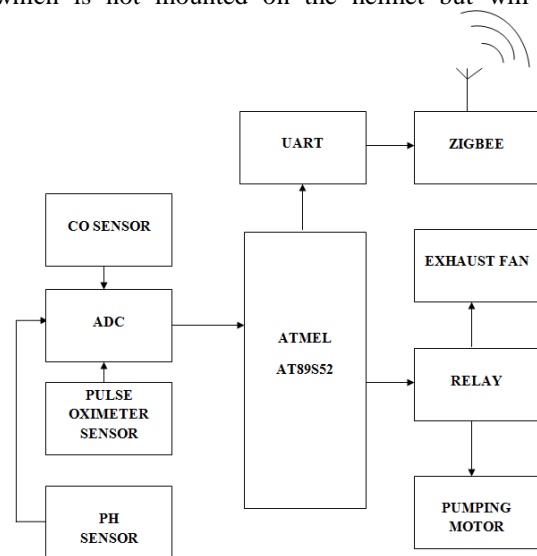 which is not mounted on the helmet but will
UART
ZIGBEE
CO SENSOR
EXHAUST FAN
ADC
ATMEL
AT89S52
RELAY
PULSE
OXIMETER
SENSOR
PH
SENSOR
PUMPING
MOTOR